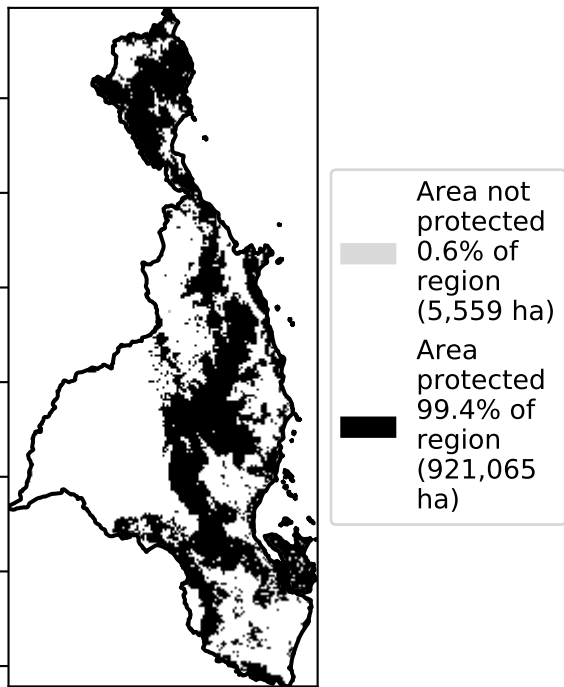 Area not
protected
0.6% of
region
(5,559 ha)
Area
protected
99.4% of
region
(921,065
ha)